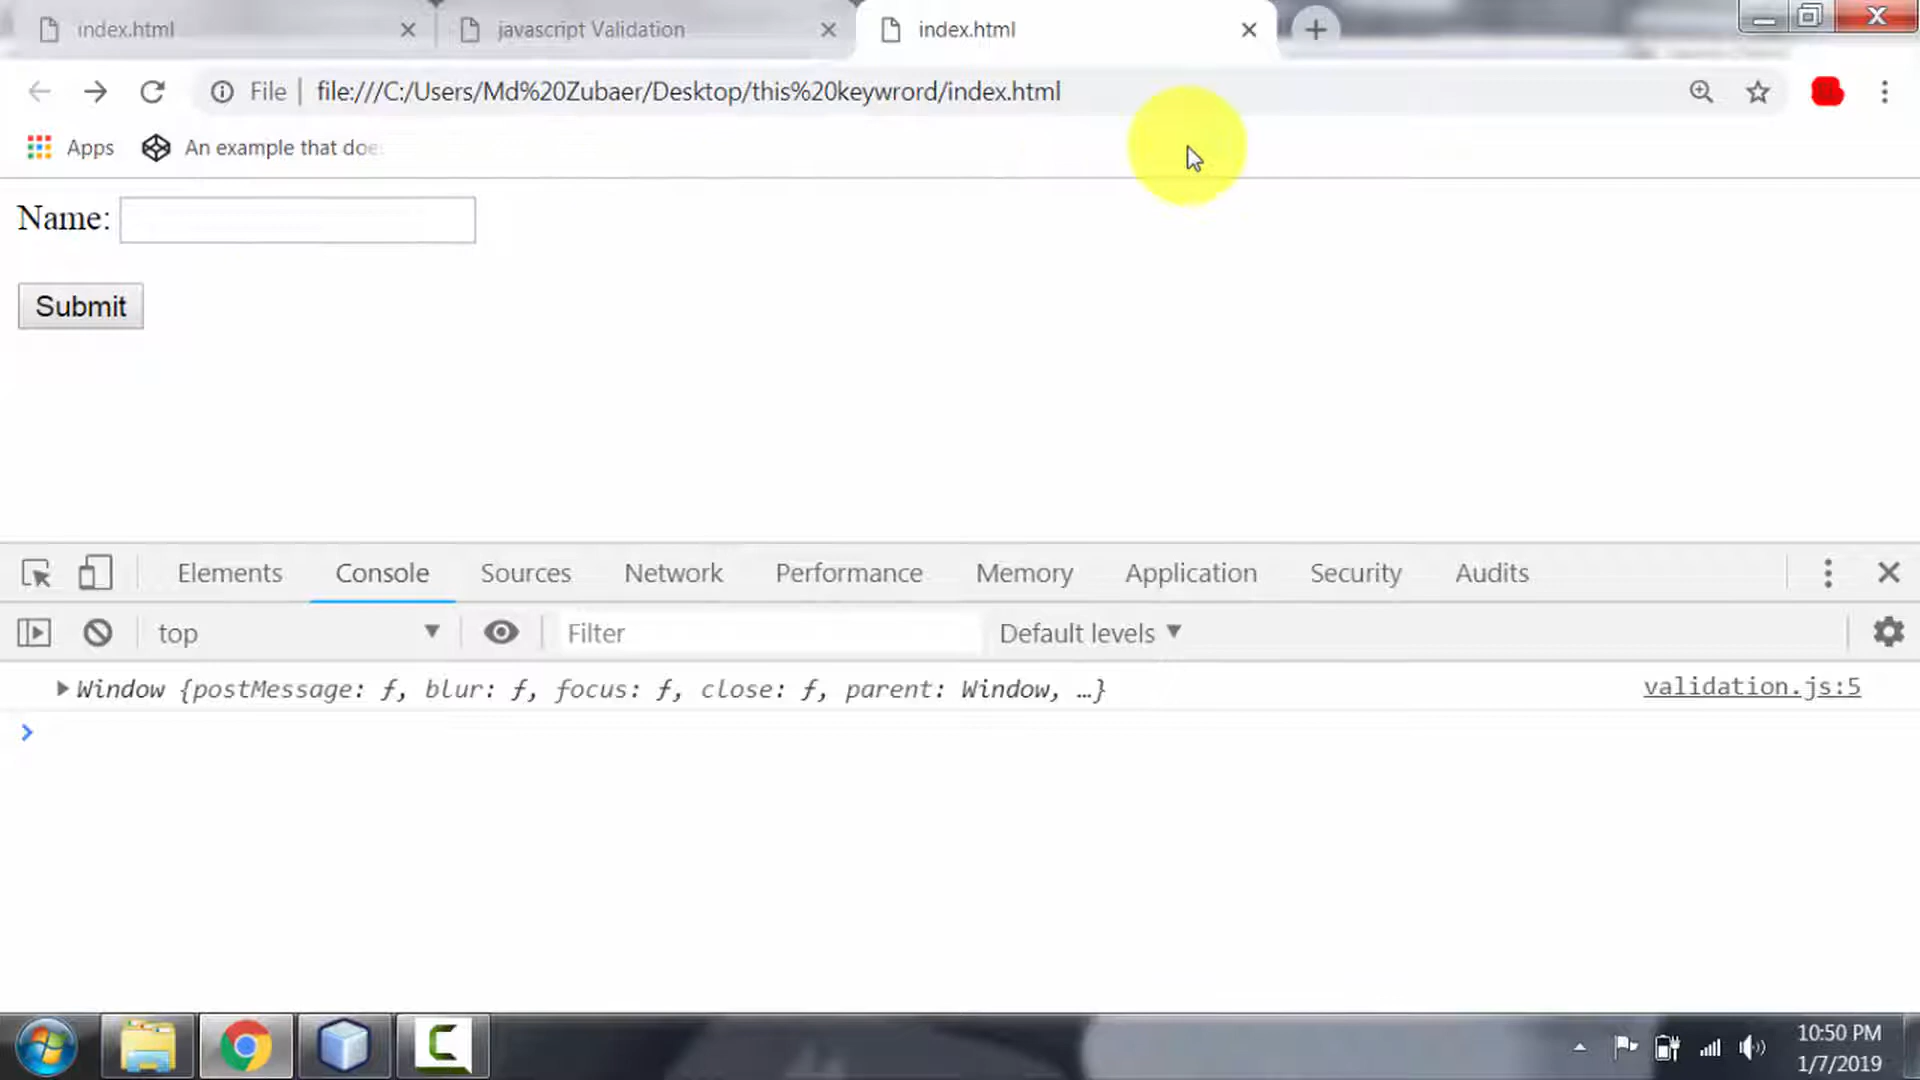 index.html
javascript Validation
index.html
File
file:///C:/Users/Md%20Zubaer/Desktop/this%20keywrord/index.html
Apps
An example that doe
Name:
Submit
Elements
Console
Sources
Network
Performance
Memory
Application
Security
Audits
top
Filter
Default levels
Window {postMessage: ƒ, blur: ƒ, focus: ƒ, close: ƒ, parent: Window, …}
validation.js:5
10:50 PM
1/7/2019